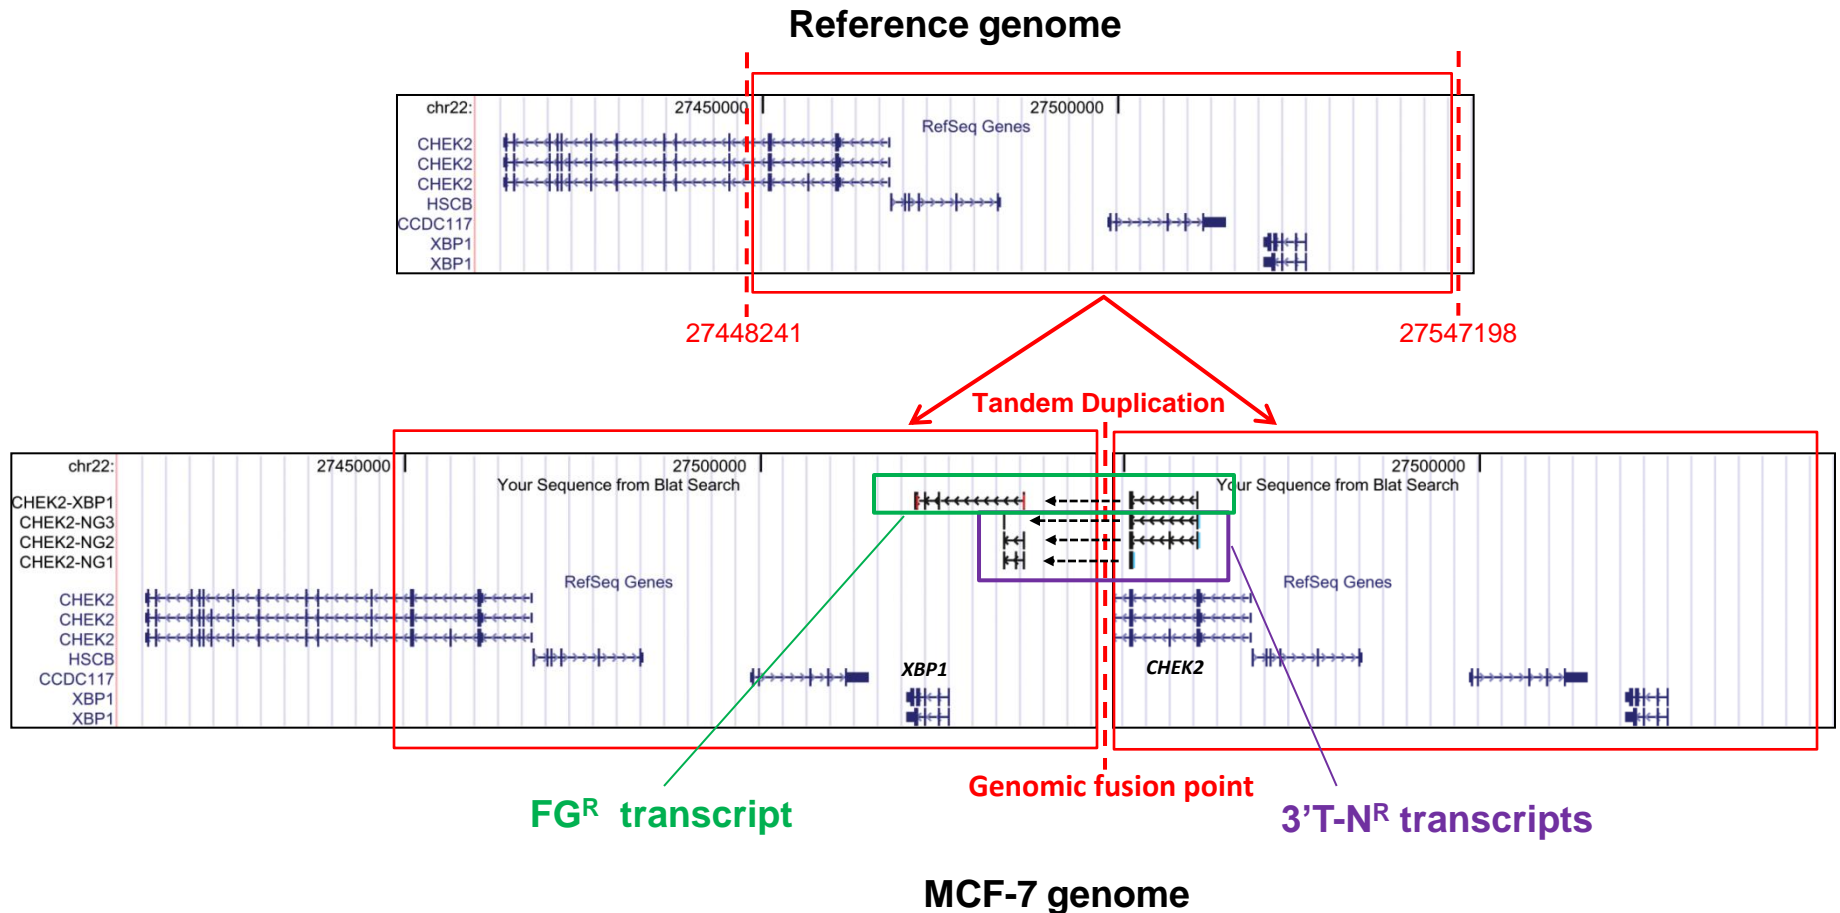 Reference genome
chr22: 27450000 27500000
RefSeq Genes
CHEK2
CHEK2
CHEK2
HSCB
CCDC117
XBP1
XBP1
27448241 27547198
Tandem Duplication
chr22: 27450000 27500000 27500000
Your Sequence from Blat Search Your Sequence from Blat Search
CHEK2-XBP1
CHEK2-NG3
CHEK2-NG2
CHEK2-NG1
RefSeq Genes RefSeq Genes
CHEK2
CHEK2
CHEK2
HSCB
CCDC117
XBP1 CHEK2
XBP1
XBP1
Genomic fusion point
FGR transcript 3'T-NR transcripts
MCF-7 genome